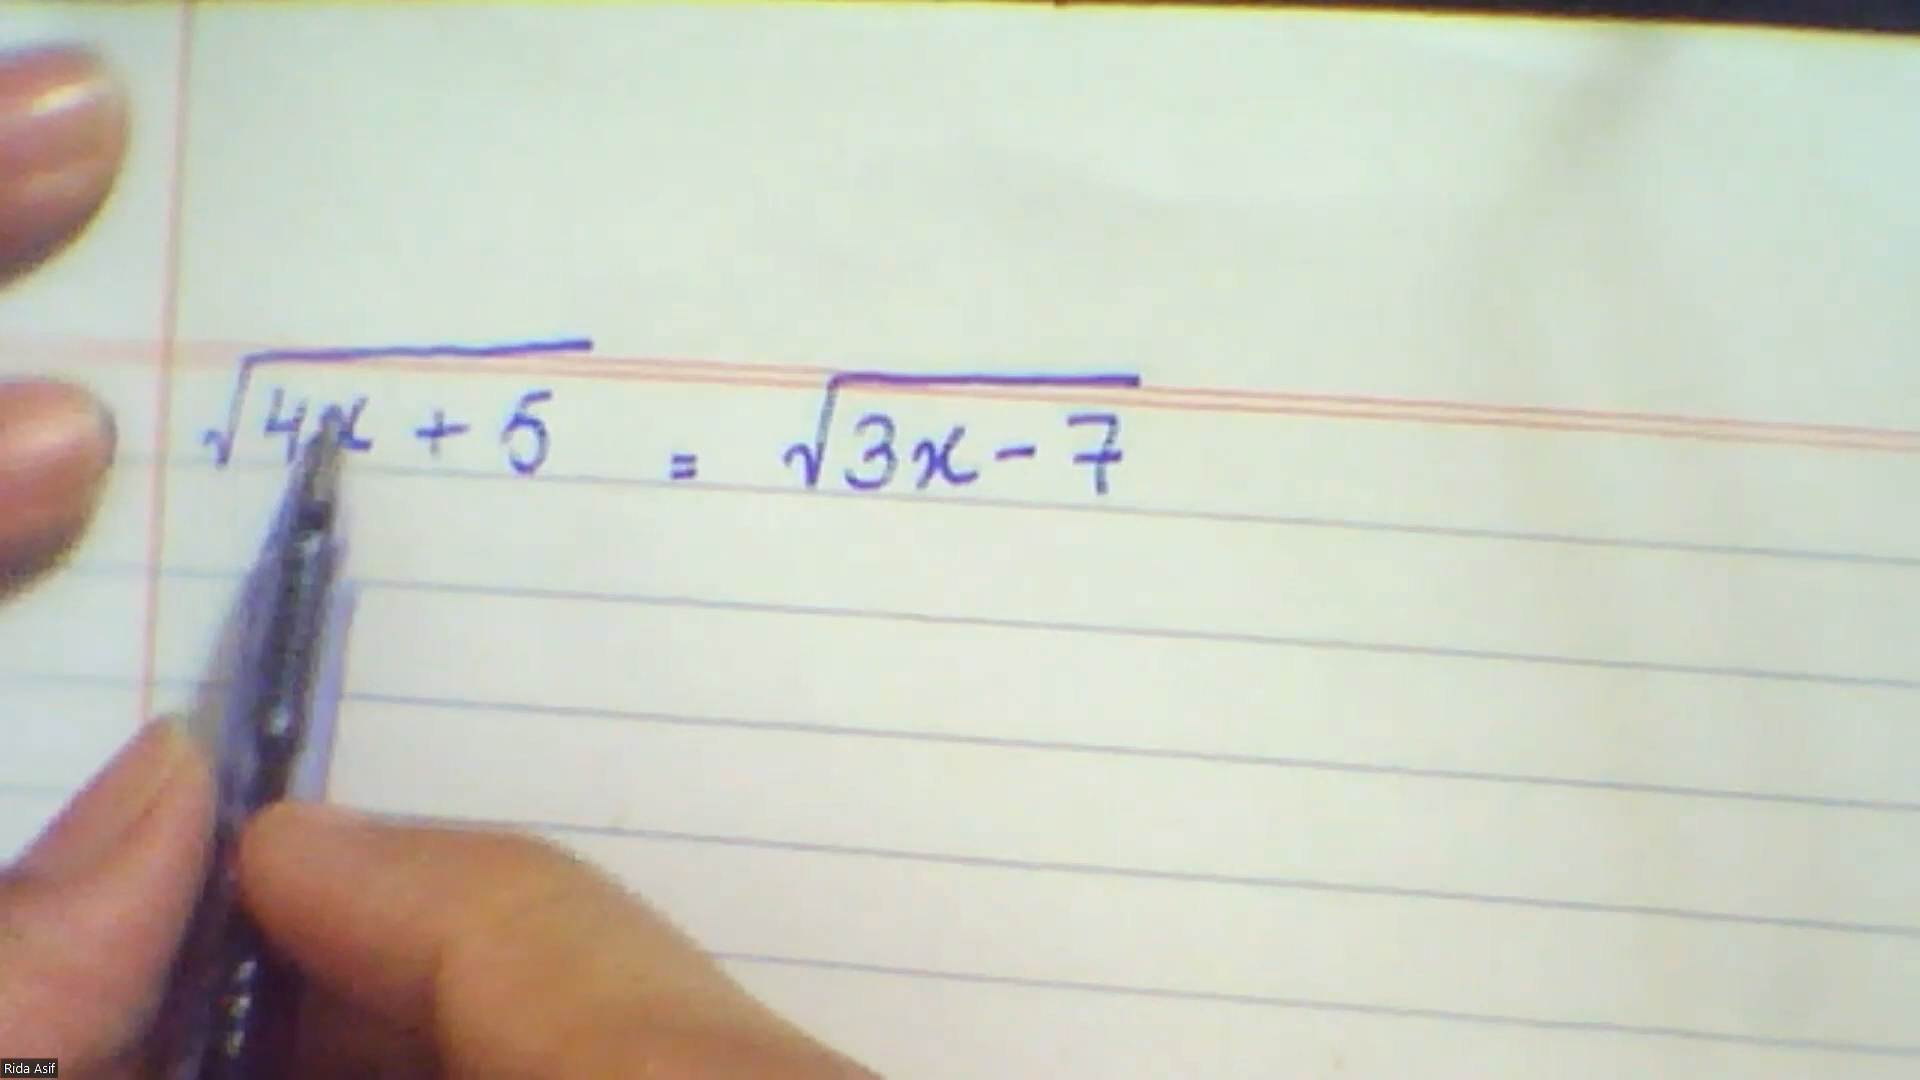 √4x + 5 = √3x - 7
Rida Asif